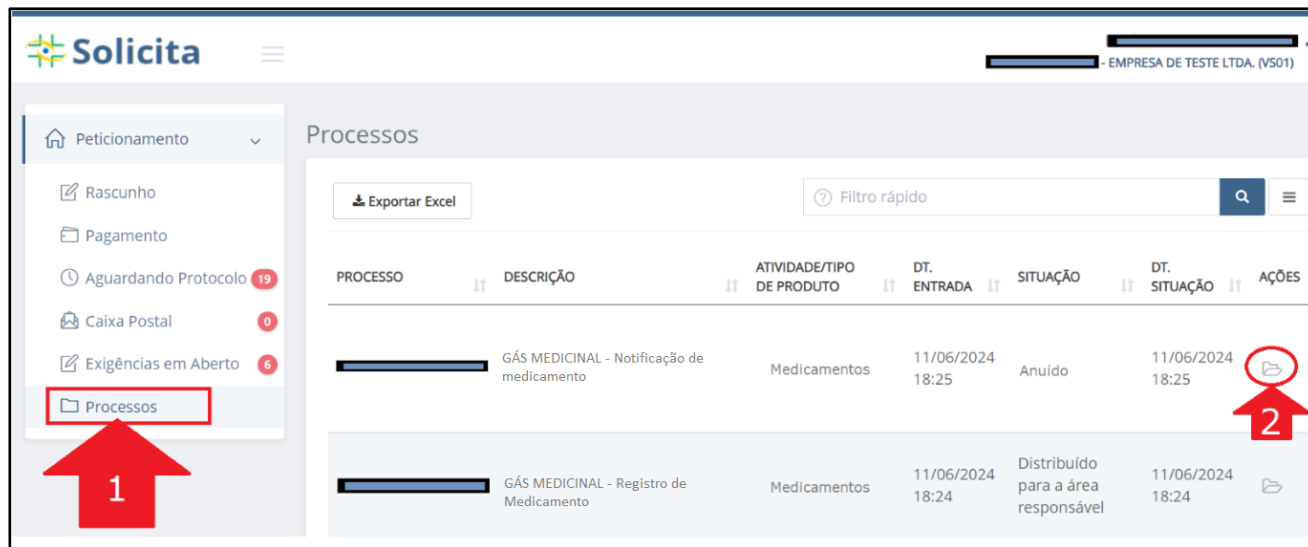 Solicita
- EMPRESA DE TESTE LTDA. (VS01)
Peticionamento
Rascunho
Pagamento
Aguardando Protocolo 19
Caixa Postal 0
Exigências em Aberto 6
Processos
1
Processos
Exportar Excel
Filtro rápido
PROCESSO
DESCRIÇÃO
ATIVIDADE/TIPO
DE PRODUTO
DT.
ENTRADA
SITUAÇÃO
DT.
SITUAÇÃO
AÇÕES
GÁS MEDICINAL - Notificação de
medicamento
Medicamentos
11/06/2024
18:25
Anuído
11/06/2024
18:25
2
GÁS MEDICINAL - Registro de
Medicamento
Medicamentos
11/06/2024
18:24
Distribuído
para a área
responsável
11/06/2024
18:24